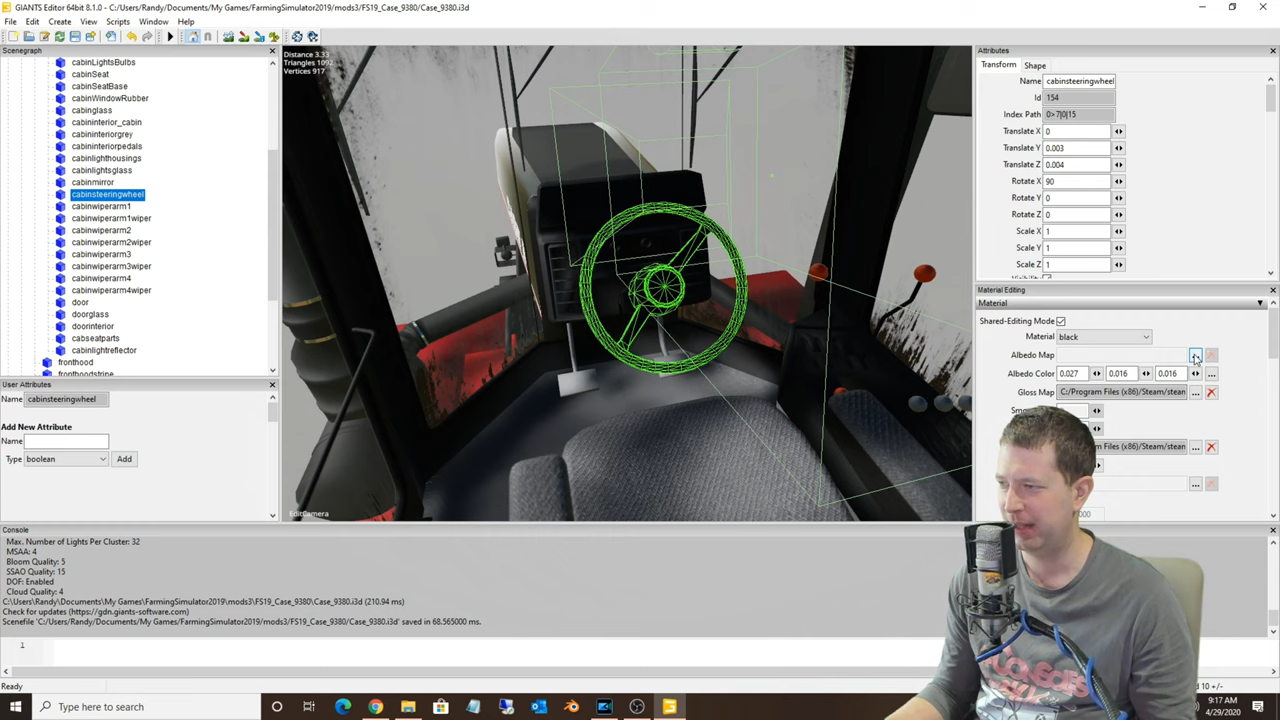 GIANTS Editor 64bit 8.1.0 - C:/Users/Randy/Documents/My Games/FarmingSimulator2019/mods3/FS19_Case_9380/Case_9380.i3d
File Edit Create View Scripts Window Help
Scenegraph
cabinLightsBulbs
cabinSeat
cabinSeatBase
cabinWindowRubber
cabinglass
cabininterior_cabin
cabininteriorgrey
cabininteriorpedals
cabinlighthousings
cabinlightsglass
cabinmirror
cabinsteeringwheel
cabinwiperarm1
cabinwiperarm1wiper
cabinwiperarm2
cabinwiperarm2wiper
cabinwiperarm3
cabinwiperarm3wiper
cabinwiperarm4
cabinwiperarm4wiper
door
doorglass
doorinterior
cabseatparts
cabinlightreflector
fronthood
fronthoodstripe
User Attributes
Name cabinsteeringwheel
Add New Attribute
Name
Type boolean Add
Distance 3.33
Triangles 1092
Vertices 917
EditCamera
Attributes
Transform Shape
Name cabinsteeringwheel
Id 154
Index Path 0>7|0|15
Translate X 0
Translate Y 0.003
Translate Z 0.004
Rotate X 90
Rotate Y 0
Rotate Z 0
Scale X 1
Scale Y 1
Scale Z 1
Material Editing
Material
Shared-Editing Mode
Material black
Albedo Map
Albedo Color 0.027 0.016 0.016 ...
Gloss Map C:/Program Files (x86)/Steam/stean ...
m Files (x86)/Steam/stean ...
...
Console
Max. Number of Lights Per Cluster: 32
MSAA: 4
Bloom Quality: 5
SSAO Quality: 15
DOF: Enabled
Cloud Quality: 4
C:\Users\Randy\Documents\My Games\FarmingSimulator2019\mods3\FS19_Case_9380\Case_9380.i3d (210.94 ms)
Check for updates (https://gdn.giants-software.com)
Scenefile 'C:/Users/Randy/Documents/My Games/FarmingSimulator2019/mods3/FS19_Case_9380/Case_9380.i3d' saved in 68.565000 ms.
1
Ready
Type here to search
9:17 AM
4/29/2020